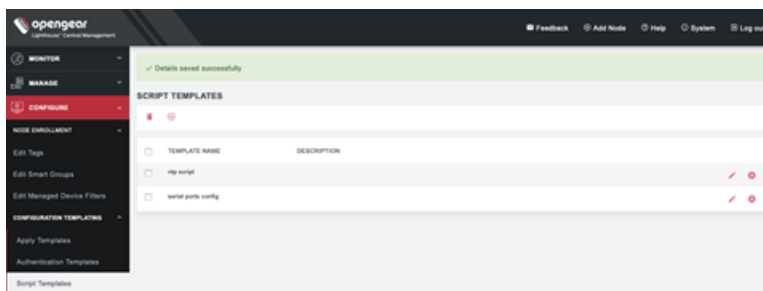 opengear
Lighthouse Central Management
Feedback
Add Node
Help
System
Log out
MONITOR
MANAGE
CONFIGURE
NODE ENROLLMENT
Edit Tags
Edit Smart Groups
Edit Managed Device Filters
CONFIGURATION TEMPLATING
Apply Templates
Authentication Templates
Script Templates
Details saved successfully
SCRIPT TEMPLATES
TEMPLATE NAME DESCRIPTION
ntp script
serial ports config